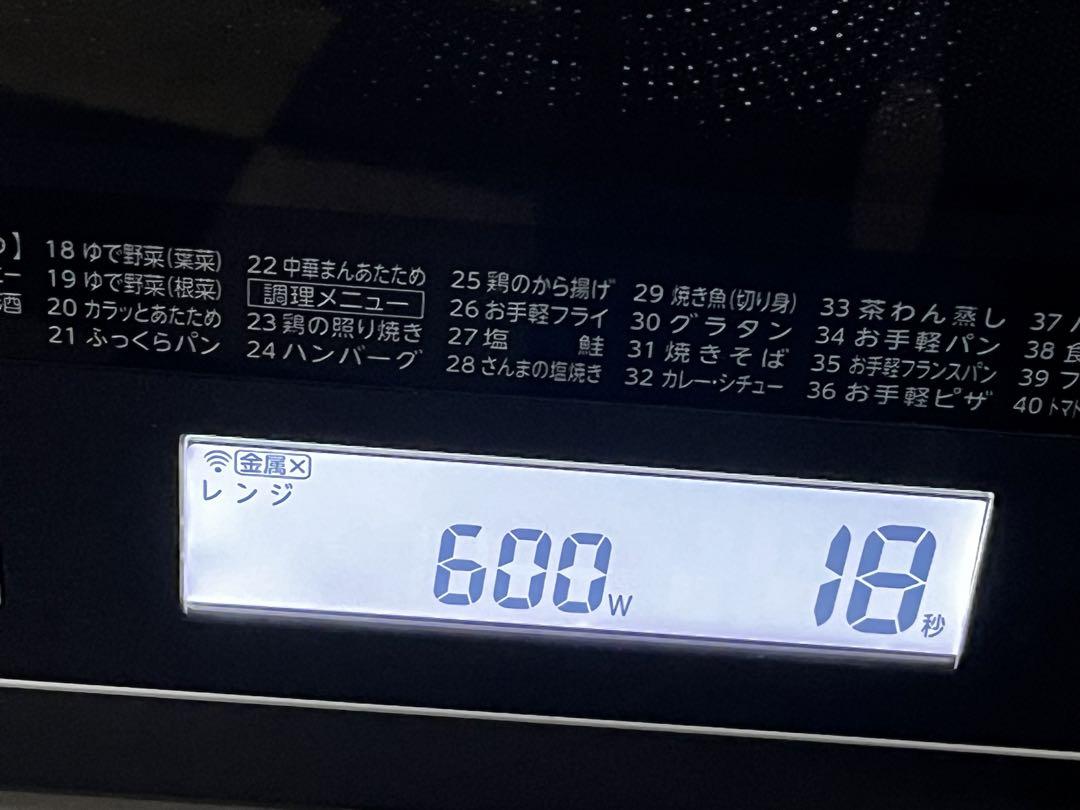 18 ゆで野菜(葉菜)
19 ゆで野菜(根菜)
酒 20 カラッとあたため
21 ふっくらパン
22 中華まんあたため
調理メニュー
23 鶏の照り焼き
24 ハンバーグ
25 鶏のから揚げ
26 お手軽フライ
27 塩 鮭
28 さんまの塩焼き
29 焼き魚(切り身)
30 グラタン
31 焼きそば
32 カレー・シチュー
33 茶わん蒸し
34 お手軽パン
35 お手軽フランスパン
36 お手軽ピザ
37
38 食
39 フ
40 トマト
金属×
レンジ
600W 18秒